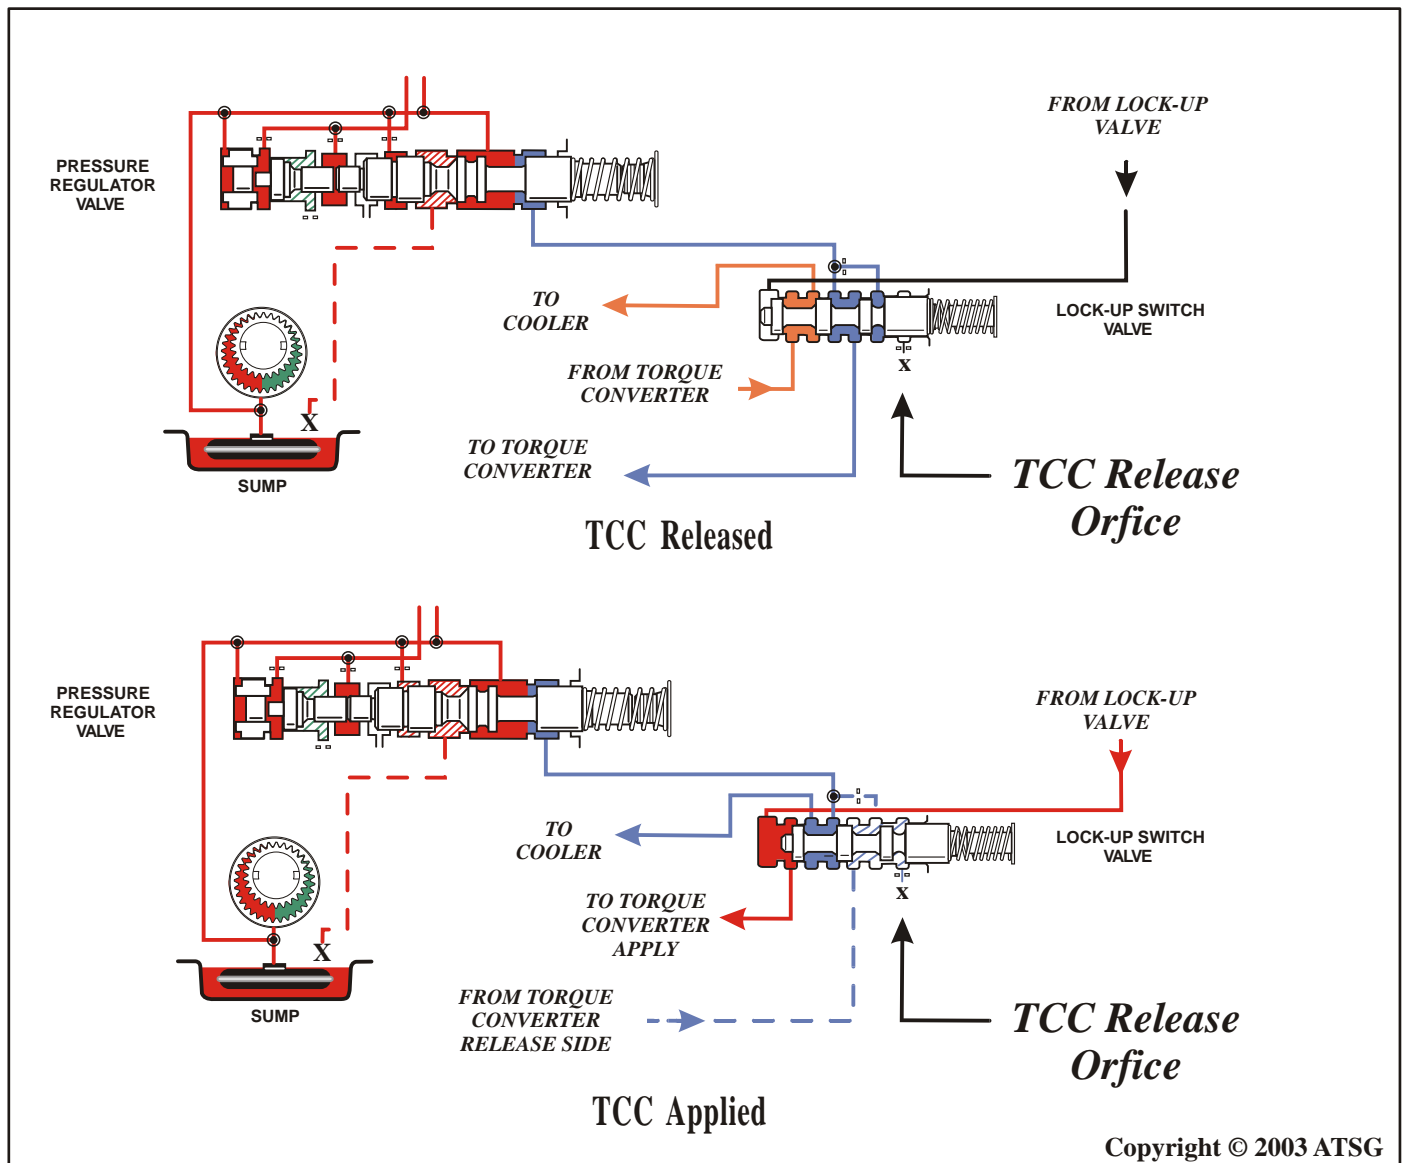 FROM LOCK-UP
VALVE
PRESSURE
REGULATOR
VALVE
TO
COOLER
LOCK-UP SWITCH
VALVE
FROM TORQUE
CONVERTER
x
X
TO TORQUE
CONVERTER
SUMP
TCC Release
Orfice
TCC Released
PRESSURE
REGULATOR
VALVE
FROM LOCK-UP
VALVE
TO
COOLER
LOCK-UP SWITCH
VALVE
x
TO TORQUE
CONVERTER
APPLY
X
FROM TORQUE
CONVERTER
RELEASE SIDE
SUMP
TCC Release
Orfice
TCC Applied
Copyright © 2003 ATSG